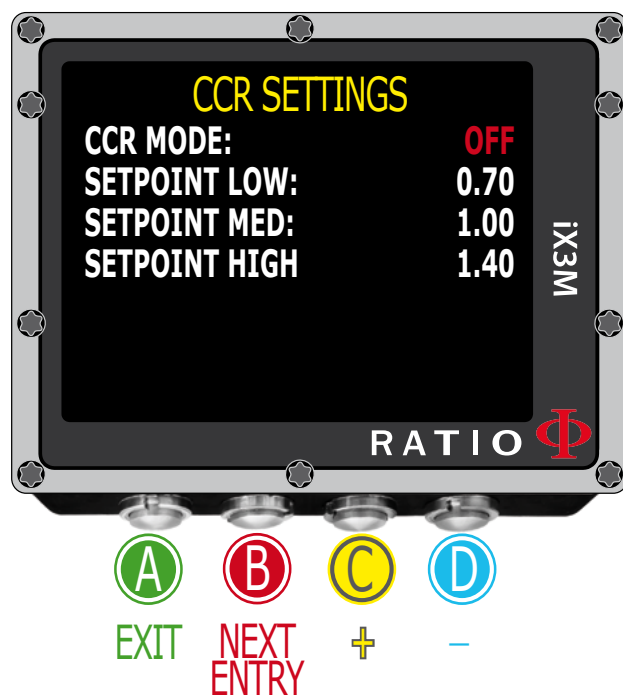 CCR SETTINGS
CCR MODE: OFF
SETPOINT LOW: 0.70
SETPOINT MED: 1.00
SETPOINT HIGH 1.40
iX3M
RATIO
A B C D
EXIT NEXT ENTRY + –